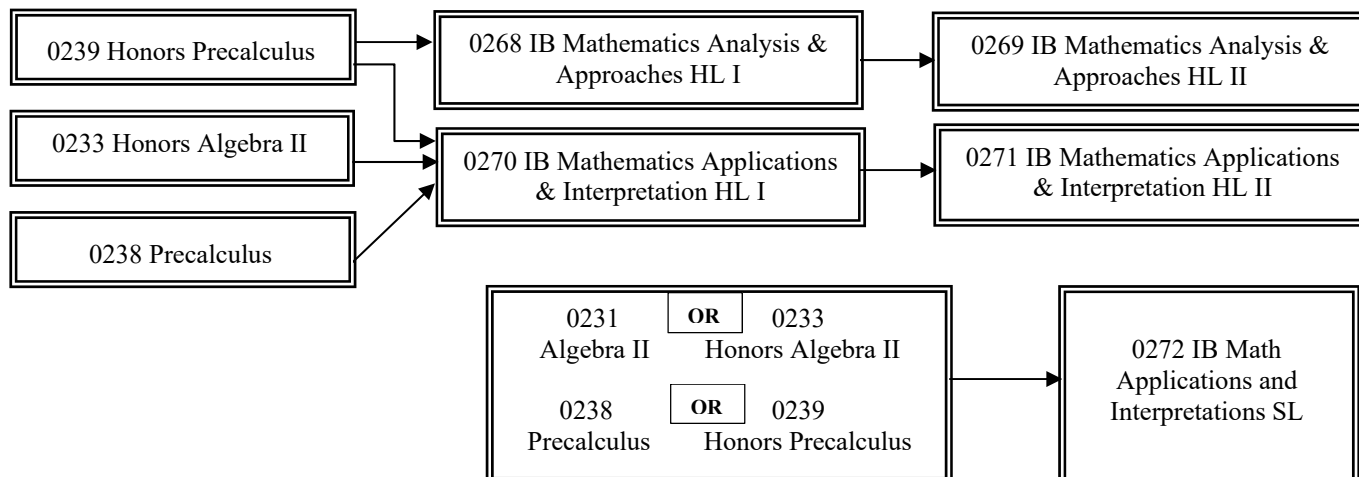 0239 Honors Precalculus
0268 IB Mathematics Analysis &
Approaches HL I
0269 IB Mathematics Analysis &
Approaches HL II
0233 Honors Algebra II
0270 IB Mathematics Applications
& Interpretation HL I
0271 IB Mathematics Applications
& Interpretation HL II
0238 Precalculus
0231 OR 0233
Algebra II Honors Algebra II
0238 OR 0239
Precalculus Honors Precalculus
0272 IB Math
Applications and
Interpretations SL